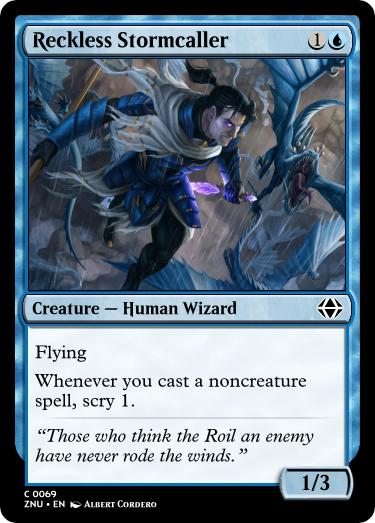 Reckless Stormcaller 1
Creature — Human Wizard
Flying
Whenever you cast a noncreature
spell, scry 1.
“Those who think the Roil an enemy
have never rode the winds.”
1/3
C 0069
ZNU • EN Albert Cordero